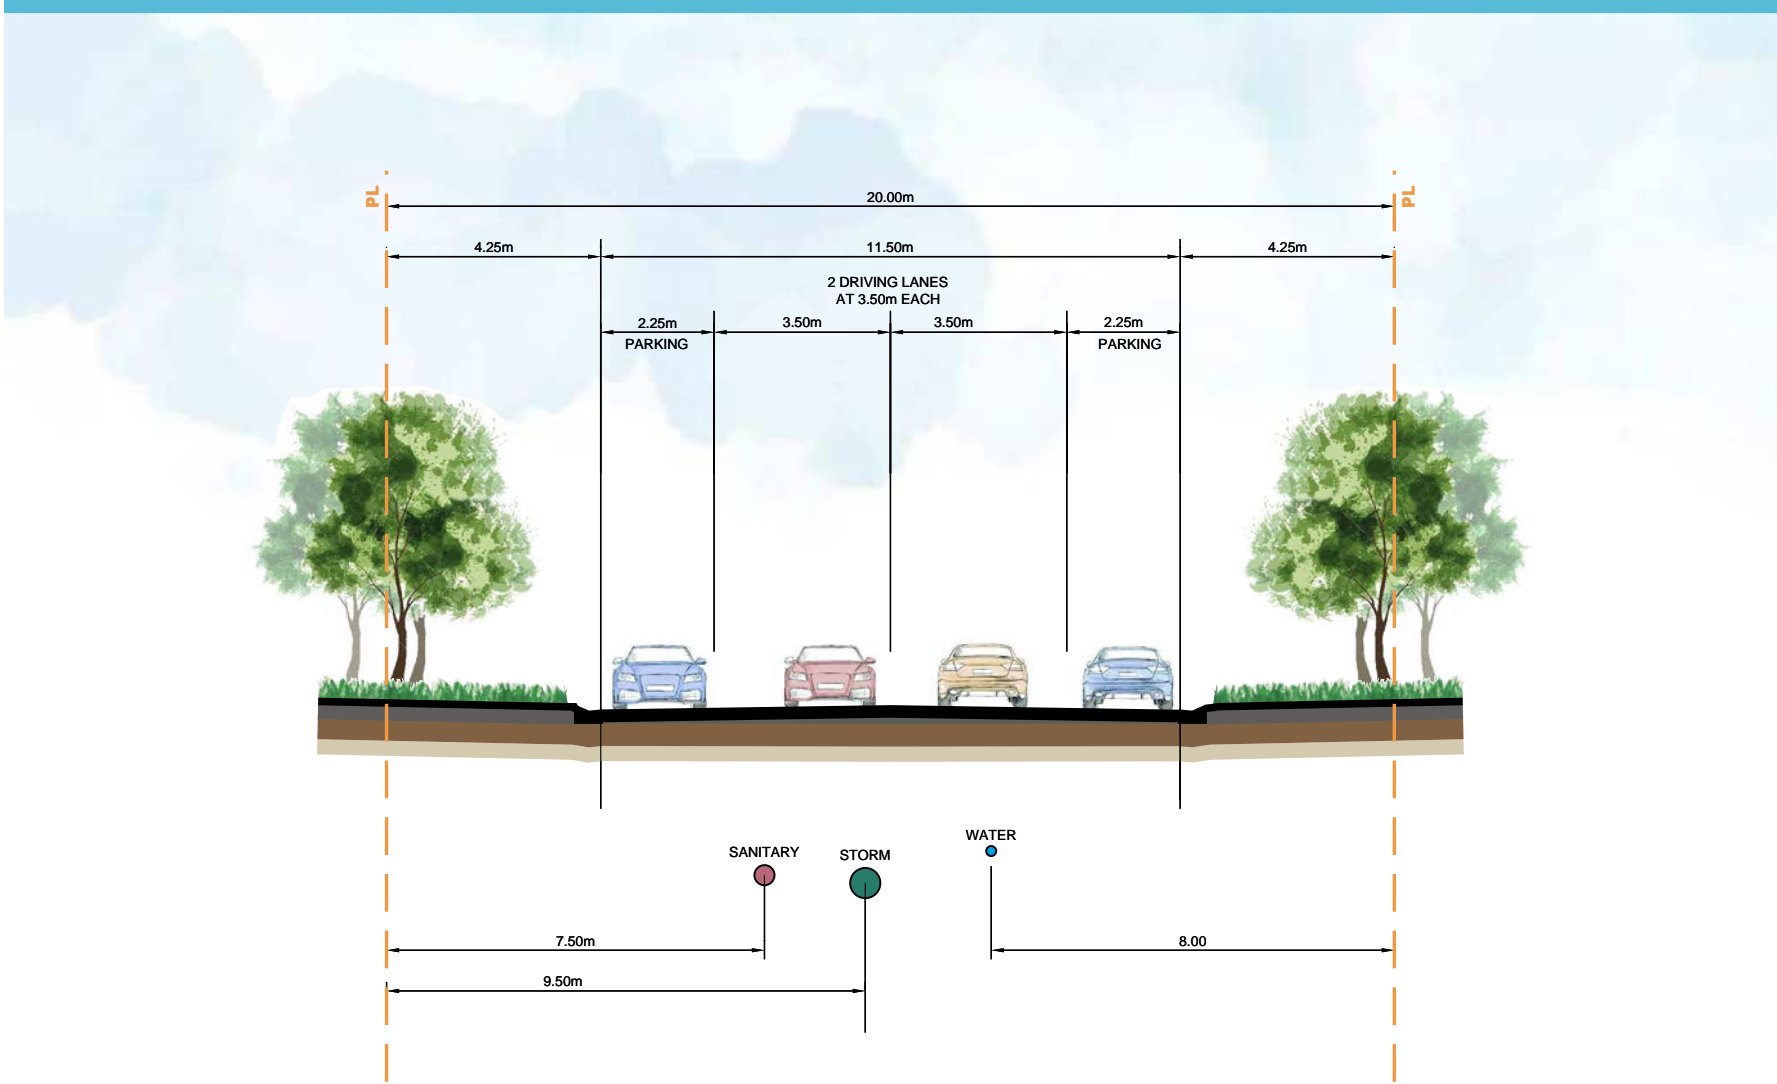 PL
20.00m
PL
4.25m
11.50m
4.25m
2 DRIVING LANES
AT 3.50m EACH
2.25m
3.50m
3.50m
2.25m
PARKING
PARKING
WATER
SANITARY
STORM
7.50m
8.00
9.50m